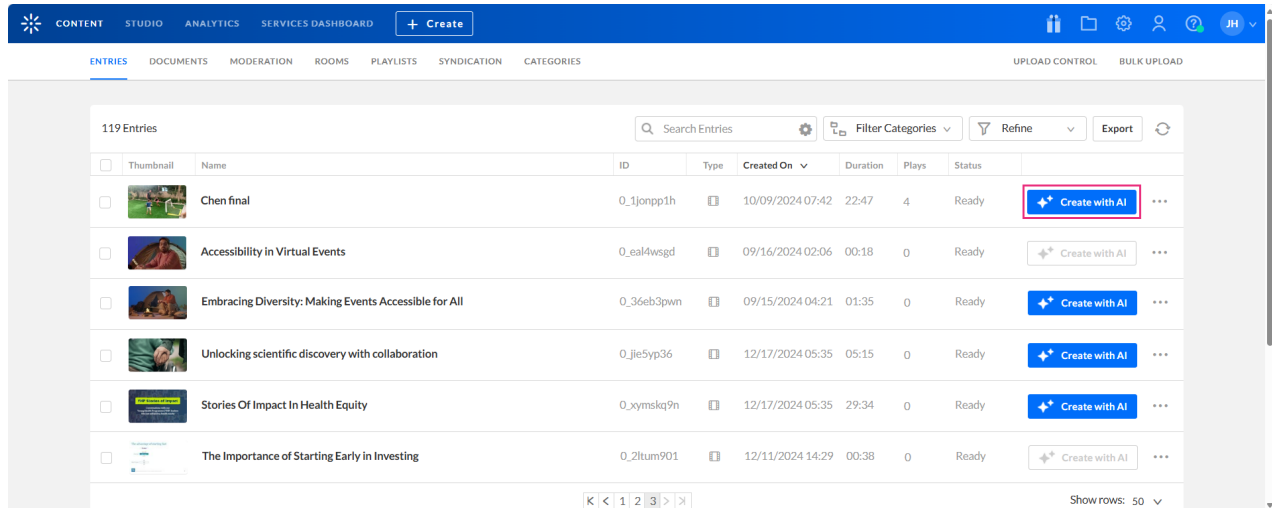 CONTENT STUDIO ANALYTICS SERVICES DASHBOARD + Create JH
ENTRIES DOCUMENTS MODERATION ROOMS PLAYLISTS SYNDICATION CATEGORIES UPLOAD CONTROL BULK UPLOAD
119 Entries Search Entries Filter Categories Refine Export
Thumbnail Name ID Type Created On Duration Plays Status
Chen final 0_1jonpp1h 10/09/2024 07:42 22:47 4 Ready Create with AI
Accessibility in Virtual Events 0_eal4wsgd 09/16/2024 02:06 00:18 0 Ready Create with AI
Embracing Diversity: Making Events Accessible for All 0_36eb3pwn 09/15/2024 04:21 01:35 0 Ready Create with AI
Unlocking scientific discovery with collaboration 0_jie5yp36 12/17/2024 05:35 05:15 0 Ready Create with AI
Stories Of Impact In Health Equity 0_xymskq9n 12/17/2024 05:35 29:34 0 Ready Create with AI
The Importance of Starting Early in Investing 0_2ltum901 12/11/2024 14:29 00:38 0 Ready Create with AI
1 2 3 Show rows: 50